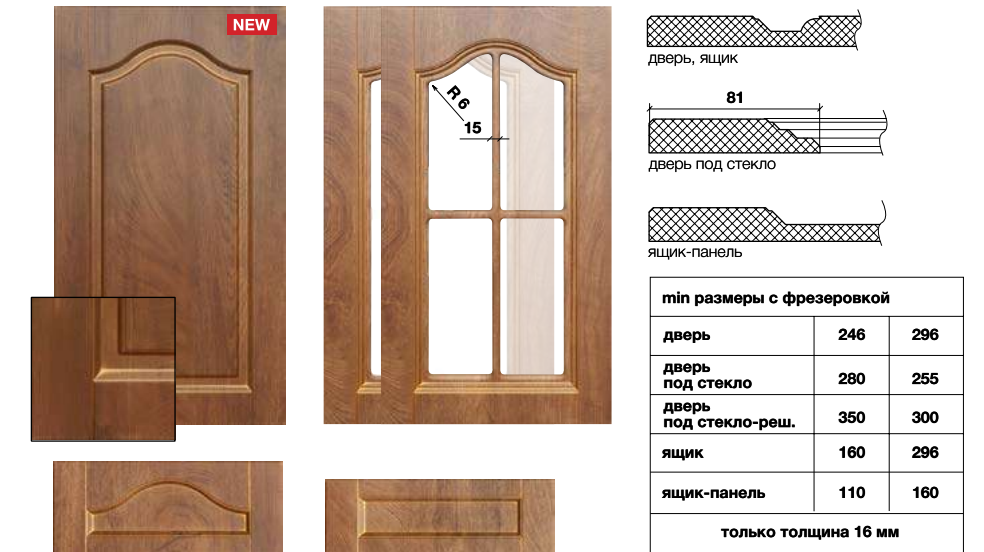 NEW
R 6
15
дверь, ящик
81
дверь под стекло
ящик-панель
min размеры с фрезеровкой
дверь 246 296
дверь
под стекло 280 255
дверь
под стекло-реш. 350 300
ящик 160 296
ящик-панель 110 160
только толщина 16 мм